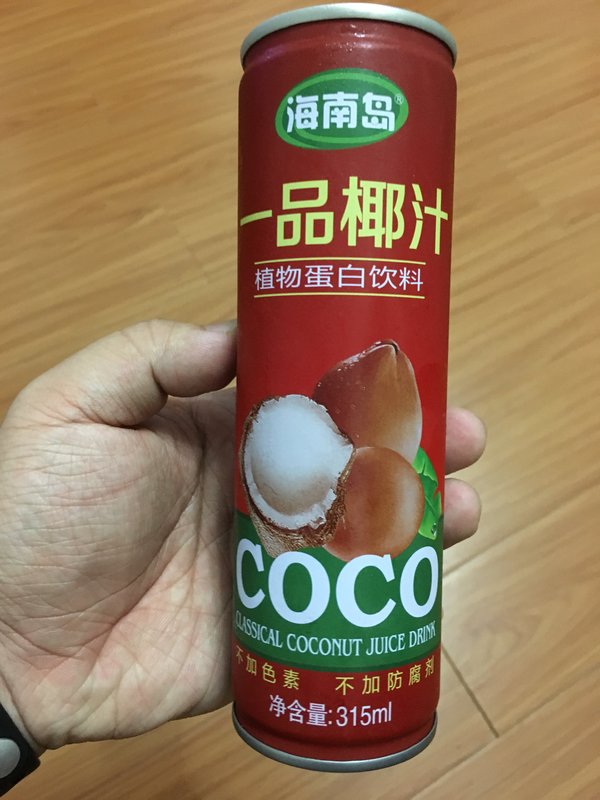 海南岛®
一品椰汁
植物蛋白饮料
COCO
CLASSICAL COCONUT JUICE DRINK
不加色素 不加防腐剂
净含量:315ml